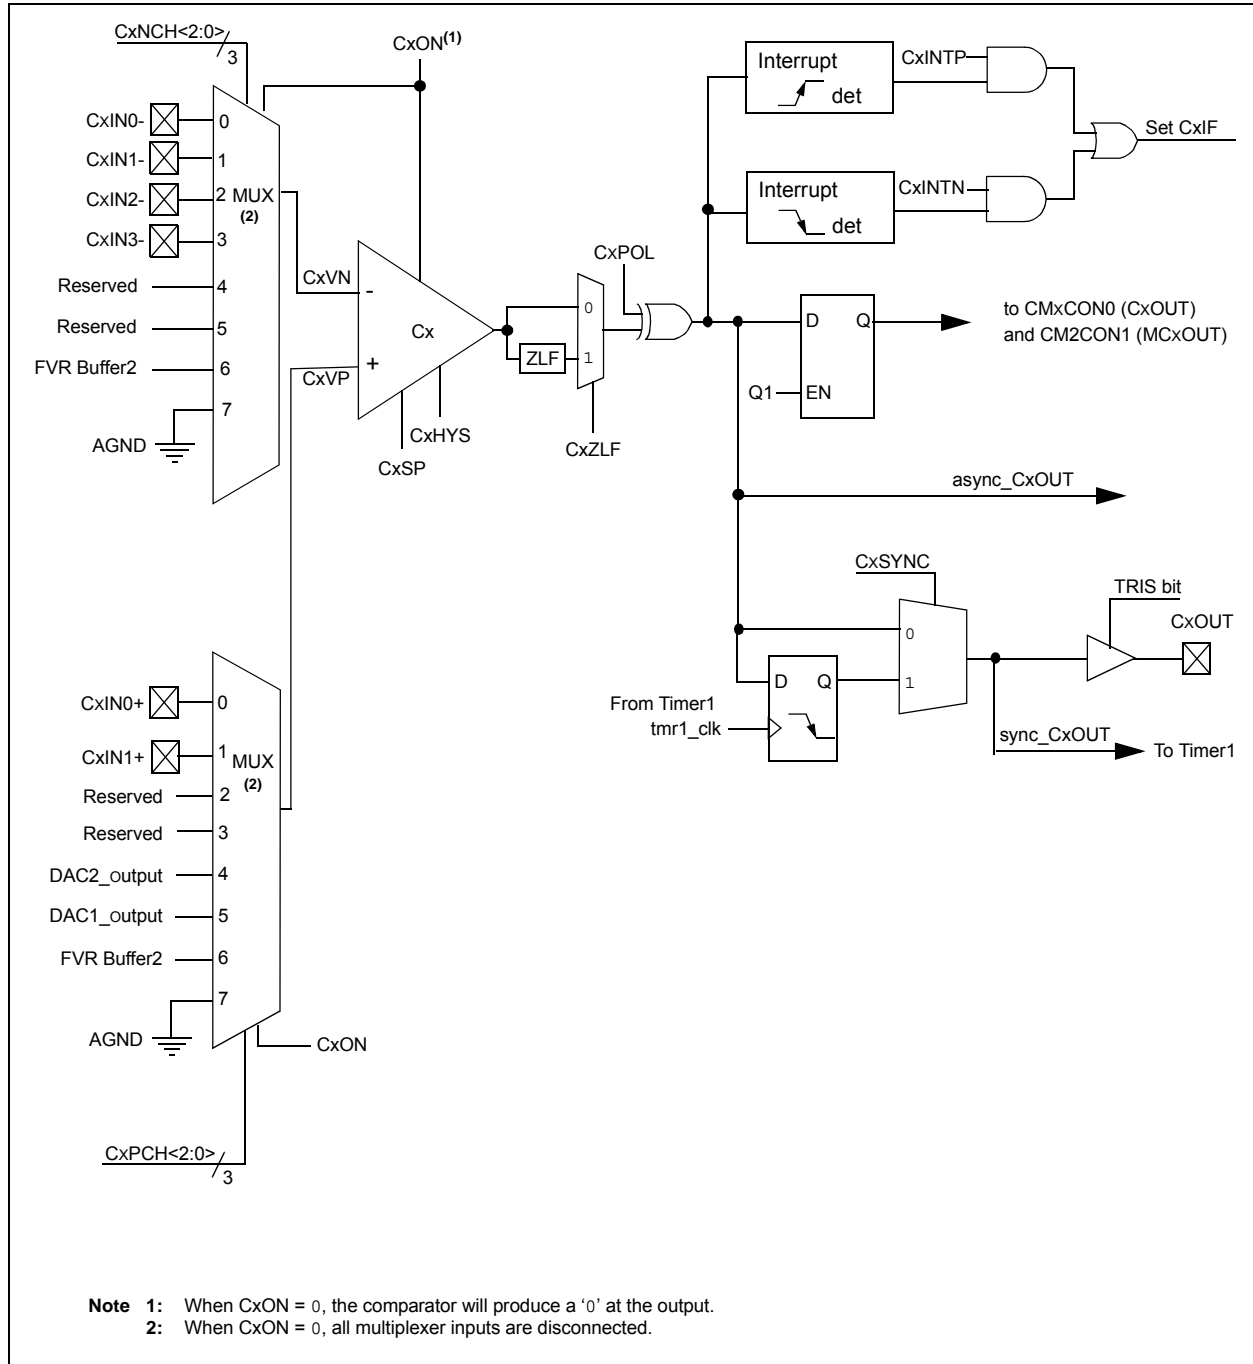 CxNCH<2:0>
3
CxON(1)
CxIN0-
0
CxIN1-
1
CxIN2-
2
MUX
(2)
CxIN3-
3
Reserved
4
Reserved
5
FVR Buffer2
6
7
AGND
CxVN
-
Cx
CxVP
+
CxHYS
CxSP
0
ZLF
1
CxZLF
CxPOL
Interrupt
det
CxINTP
Set CxIF
Interrupt
det
CxINTN
D
Q
Q1
EN
to CMxCON0 (CxOUT)
and CM2CON1 (MCxOUT)
async_CxOUT
CxSYNC
0
1
D
Q
From Timer1
tmr1_clk
TRIS bit
CxOUT
sync_CxOUT
To Timer1
CxIN0+
0
CxIN1+
1
MUX
(2)
Reserved
2
Reserved
3
DAC2_output
4
DAC1_output
5
FVR Buffer2
6
7
AGND
CxON
CxPCH<2:0>
3
Note 1: When CxON = 0, the comparator will produce a ‘0’ at the output.
2: When CxON = 0, all multiplexer inputs are disconnected.